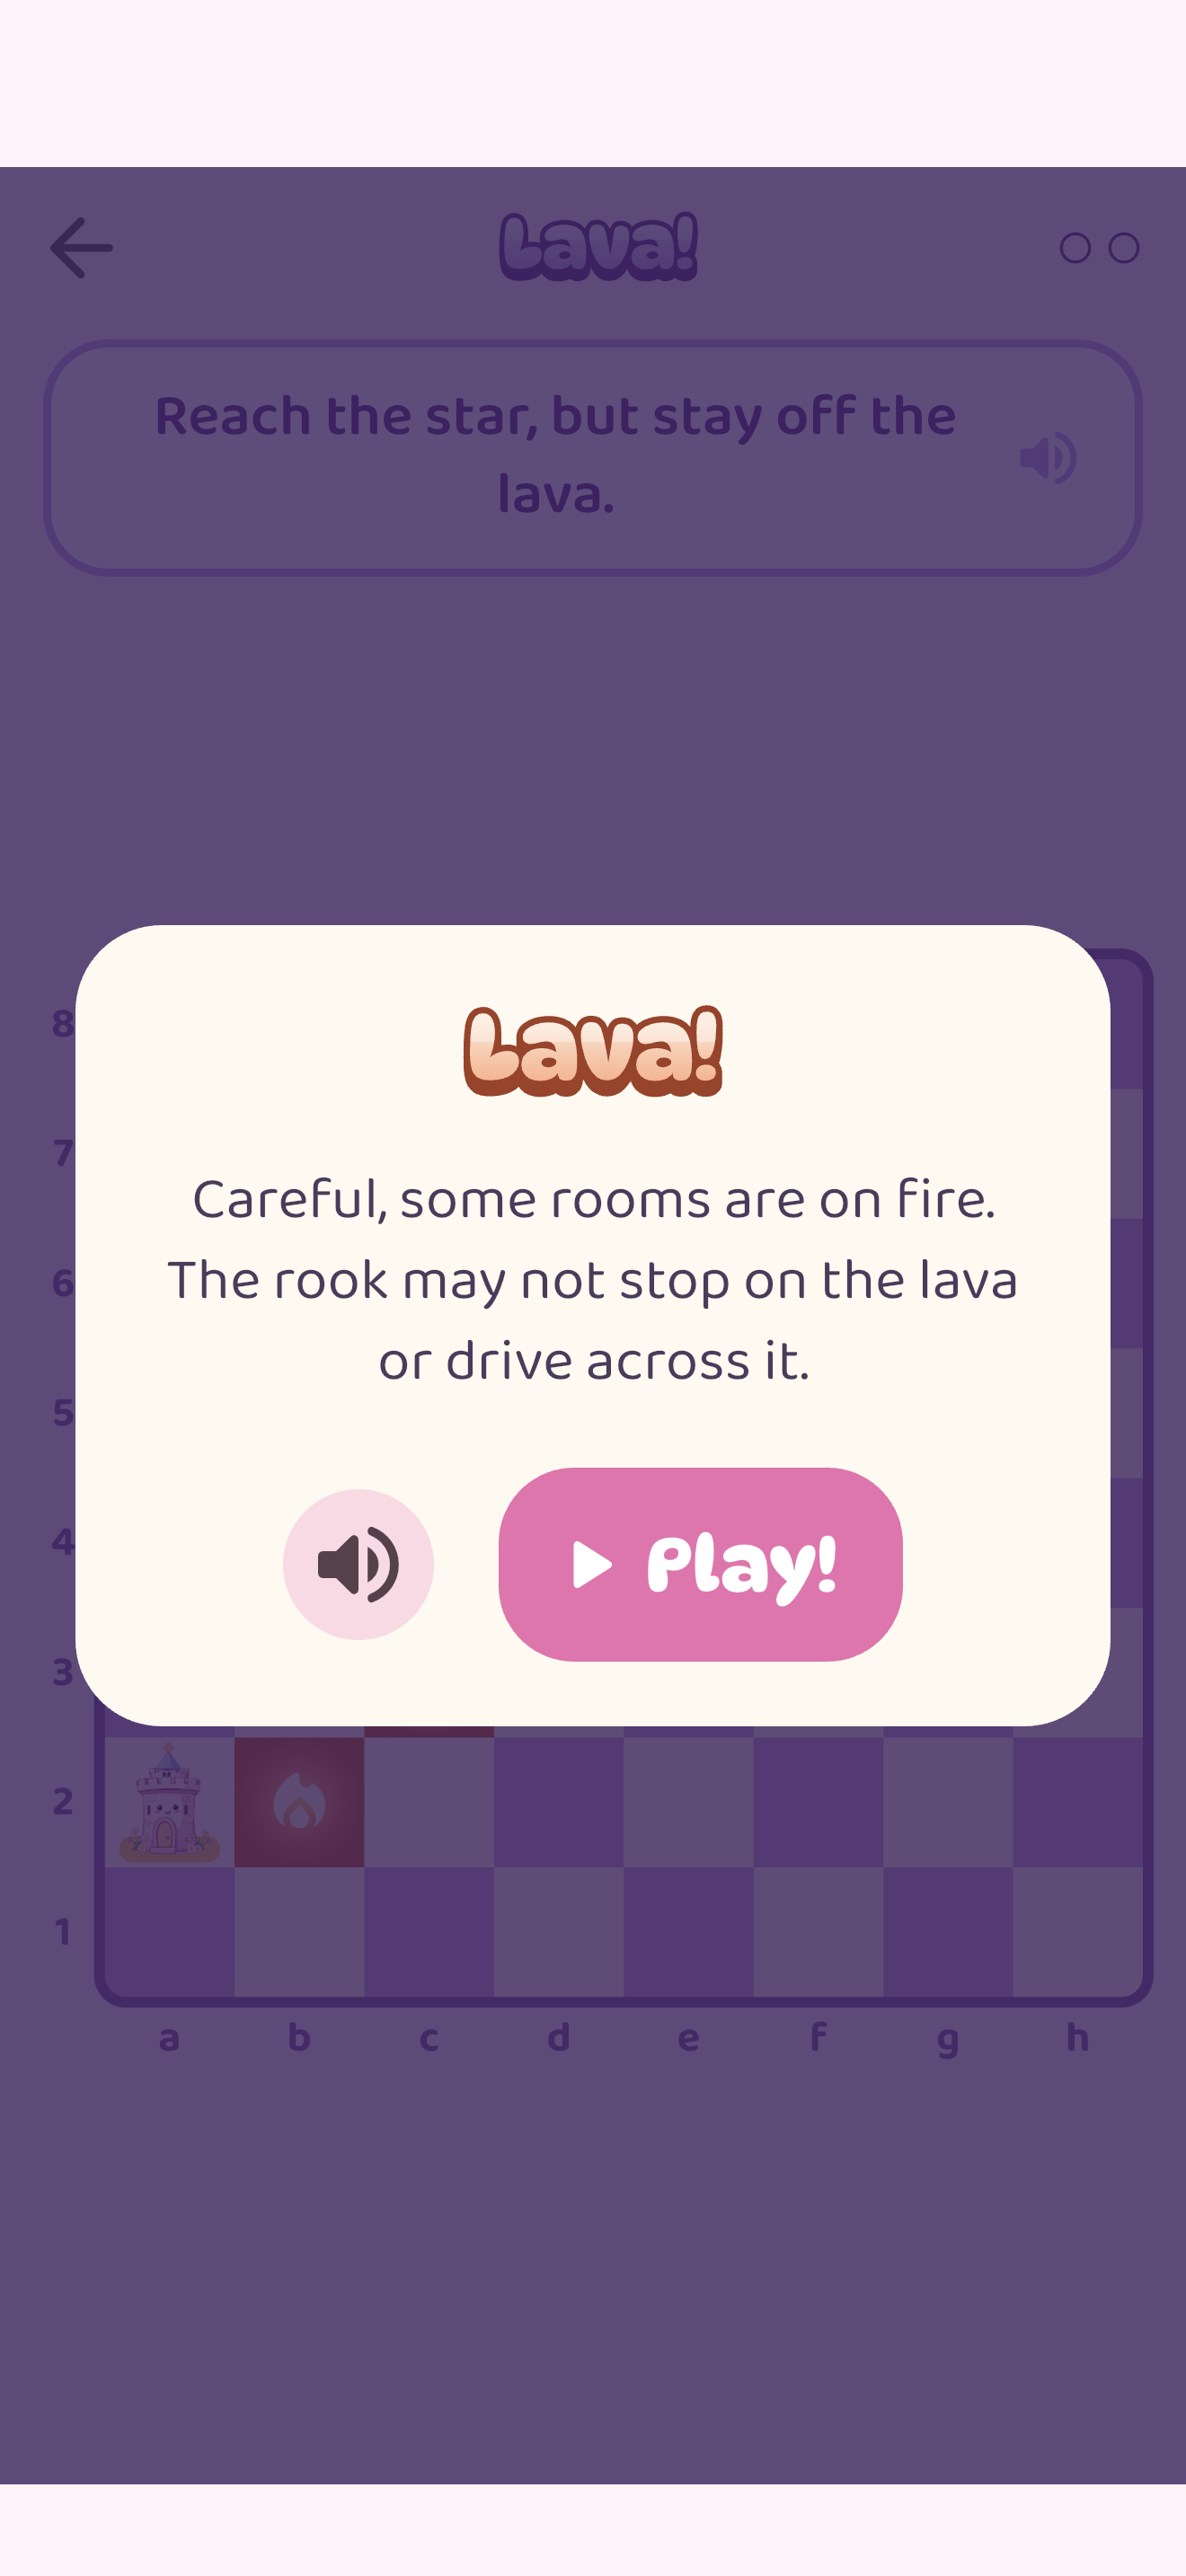 Lava!
Reach the star, but stay off the
lava.
8
Lava!
7
Careful, some rooms are on fire.
6
The rook may not stop on the lava
or drive across it.
5
4
Play!
3
2
1
a b c d e f g h